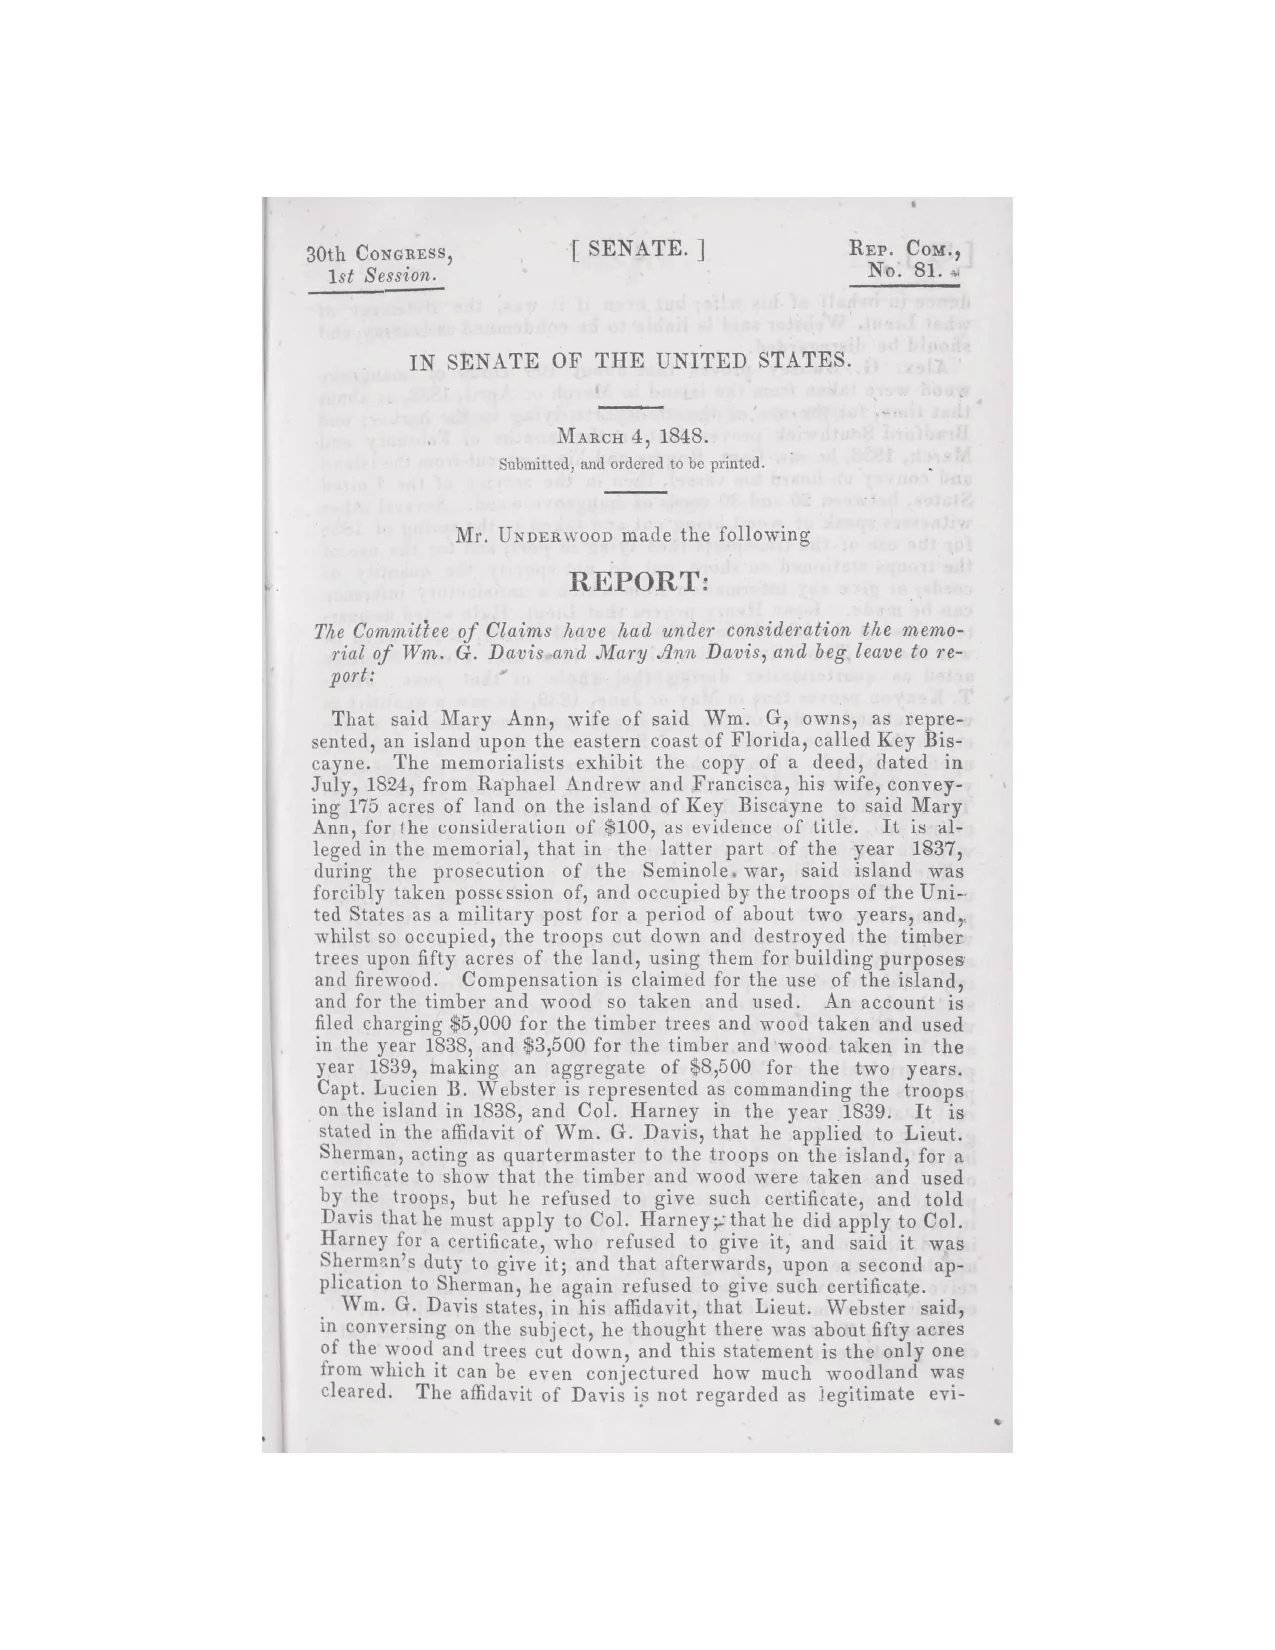 30th CONGRESS,
1st Session.
[ SENATE. ]
REP. COM.,
No. 81.
IN SENATE OF THE UNITED STATES.
MARCH 4, 1848.
Submitted, and ordered to be printed.
Mr. UNDERWOOD made the following
REPORT:
The Committee of Claims have had under consideration the memo-
rial of Wm. G. Davis and Mary Ann Davis, and beg leave to re-
port:
That said Mary Ann, wife of said Wm. G, owns, as repre-
sented, an island upon the eastern coast of Florida, called Key Bis-
cayne. The memorialists exhibit the copy of a deed, dated in
July, 1824, from Raphael Andrew and Francisca, his wife, convey-
ing 175 acres of land on the island of Key Biscayne to said Mary
Ann, for the consideration of $100, as evidence of title. It is al-
leged in the memorial, that in the latter part of the year 1837,
during the prosecution of the Seminole war, said island was
forcibly taken possession of, and occupied by the troops of the Uni-
ted States as a military post for a period of about two years, and,
whilst so occupied, the troops cut down and destroyed the timber
trees upon fifty acres of the land, using them for building purposes
and firewood. Compensation is claimed for the use of the island,
and for the timber and wood so taken and used. An account is
filed charging $5,000 for the timber trees and wood taken and used
in the year 1838, and $3,500 for the timber and wood taken in the
year 1839, making an aggregate of $8,500 for the two years.
Capt. Lucien B. Webster is represented as commanding the troops
on the island in 1838, and Col. Harney in the year 1839. It is
stated in the affidavit of Wm. G. Davis, that he applied to Lieut.
Sherman, acting as quartermaster to the troops on the island, for a
certificate to show that the timber and wood were taken and used
by the troops, but he refused to give such certificate, and told
Davis that he must apply to Col. Harney; that he did apply to Col.
Harney for a certificate, who refused to give it, and said it was
Sherman's duty to give it; and that afterwards, upon a second ap-
plication to Sherman, he again refused to give such certificate.
Wm. G. Davis states, in his affidavit, that Lieut. Webster said,
in conversing on the subject, he thought there was about fifty acres
of the wood and trees cut down, and this statement is the only one
from which it can be even conjectured how much woodland was
cleared. The affidavit of Davis is not regarded as legitimate evi-